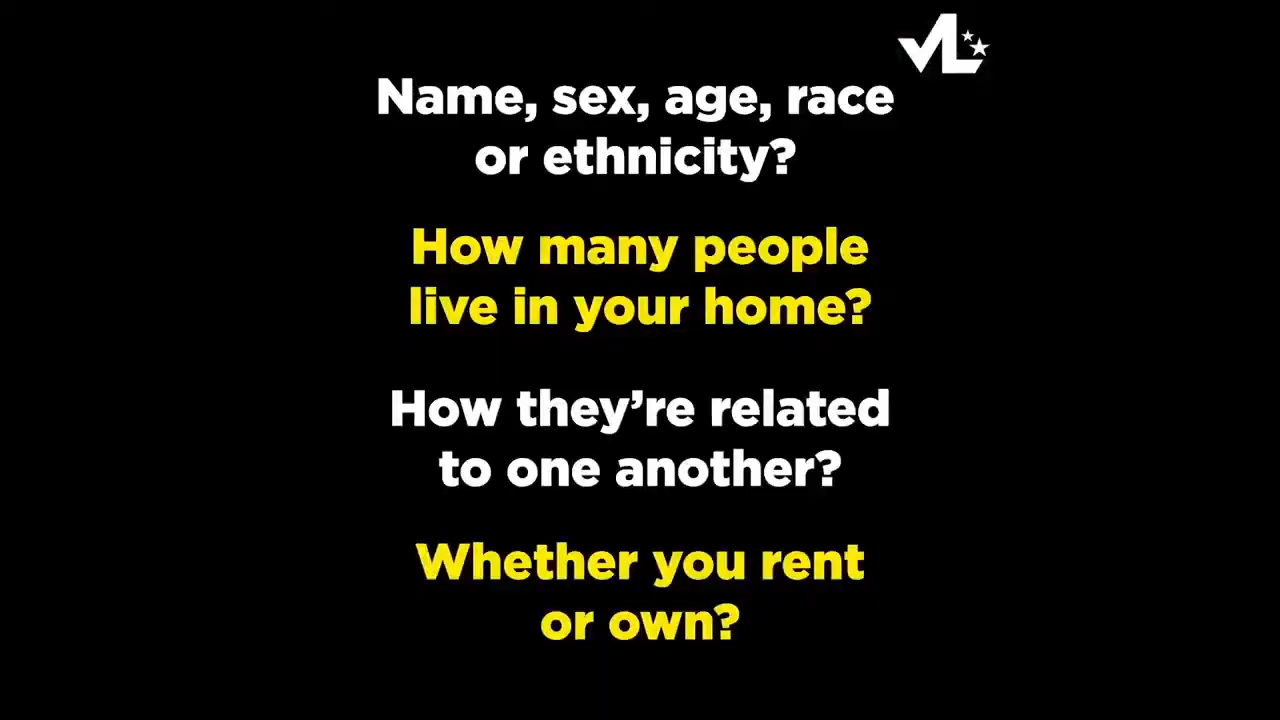 VL
Name, sex, age, race
or ethnicity?
How many people
live in your home?
How they’re related
to one another?
Whether you rent
or own?